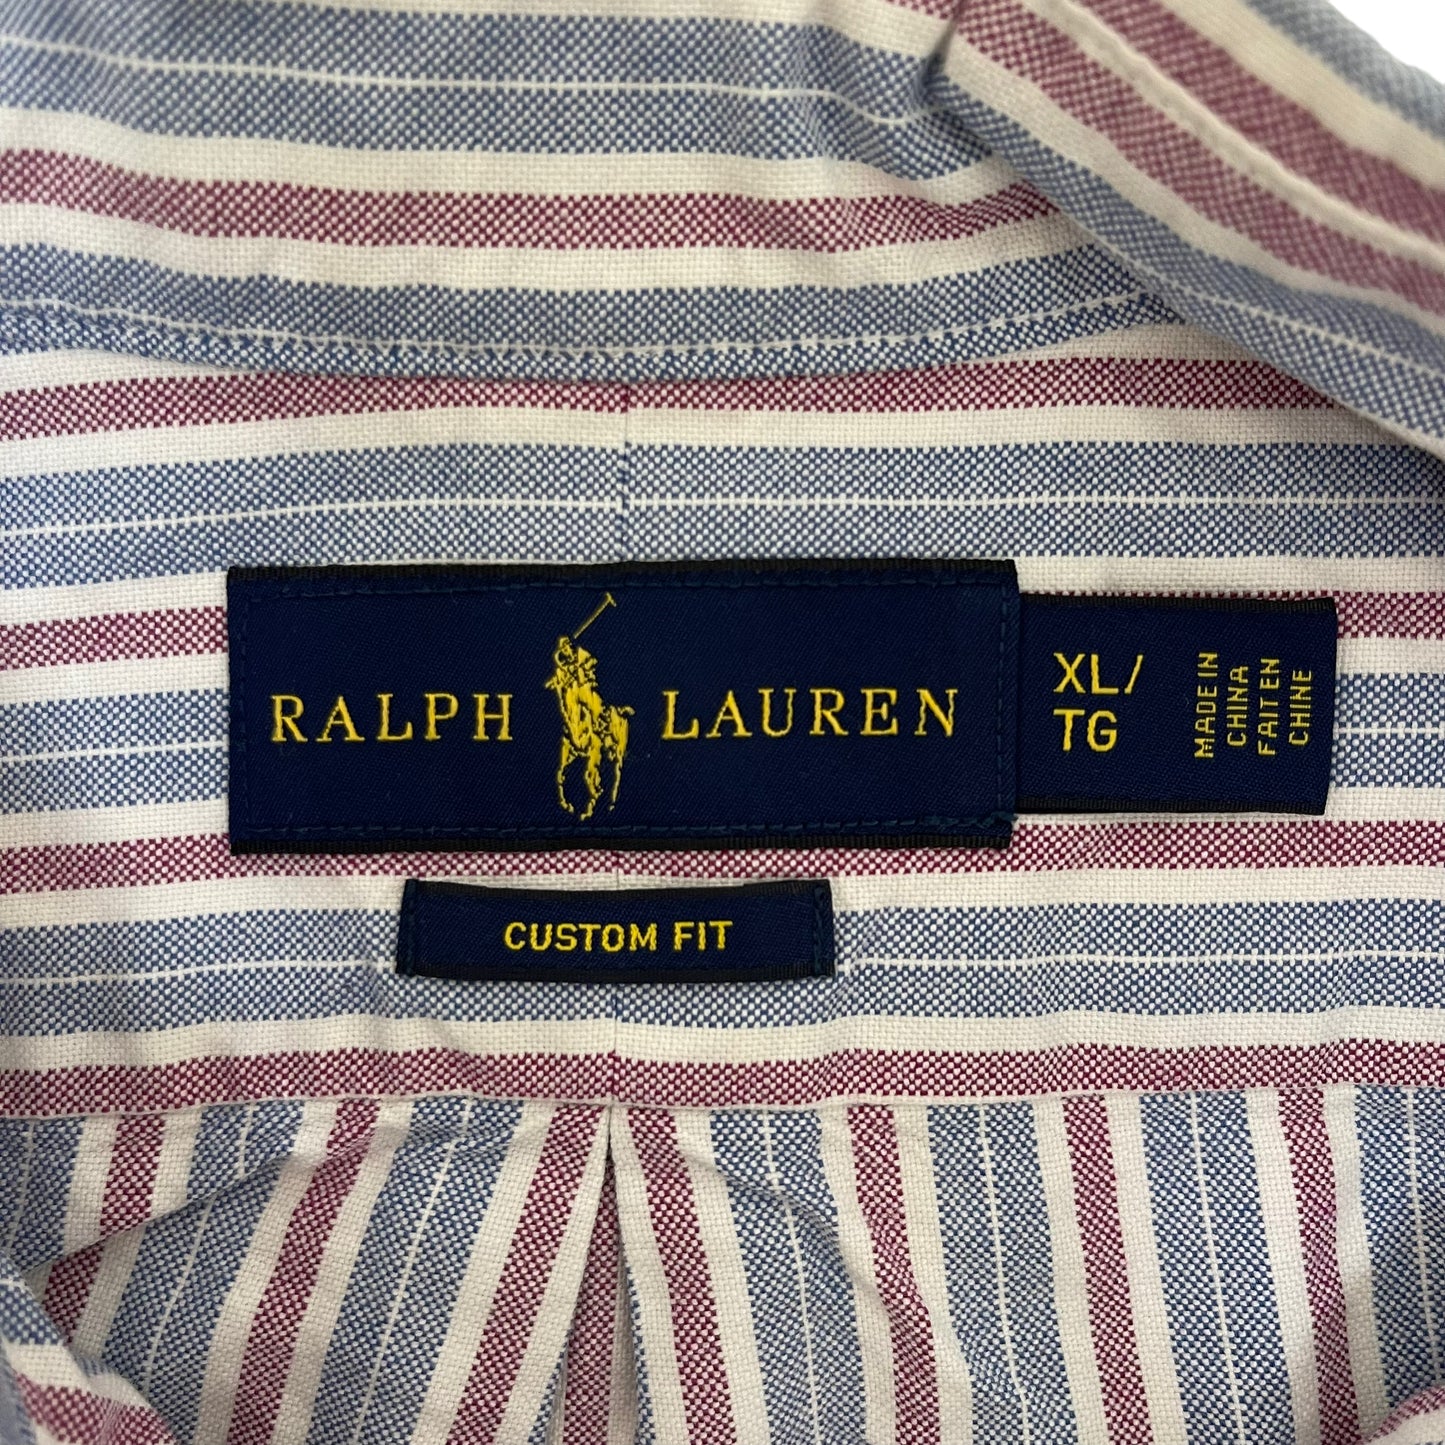 RALPH LAUREN
XL/
TG
MADE IN
CHINA
FAIT EN
CHINE
CUSTOM FIT